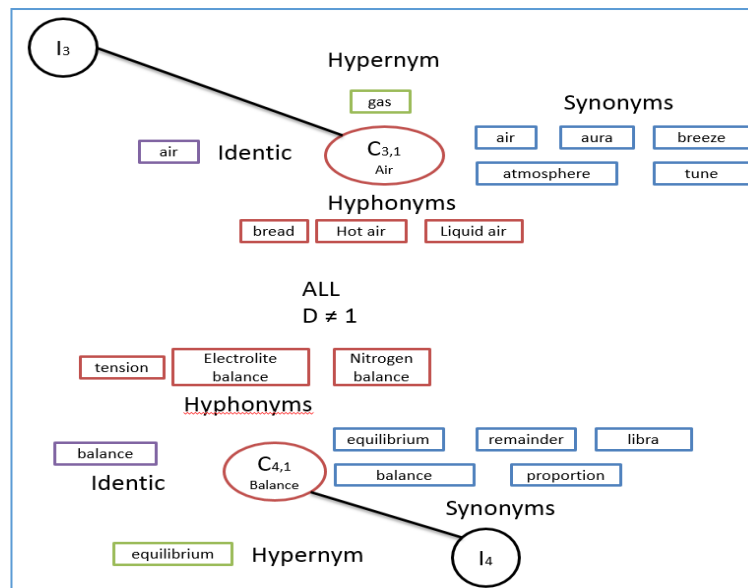 I3
Hypernym
gas
Synonyms
air
Identic
C3,1
Air
air
aura
breeze
atmosphere
tune
Hyphonyms
bread
Hot air
Liquid air
ALL
D ≠ 1
tension
Electrolite
balance
Nitrogen
balance
Hyphonyms
balance
Identic
C4,1
Balance
equilibrium
remainder
libra
balance
proportion
Synonyms
equilibrium
Hypernym
I4